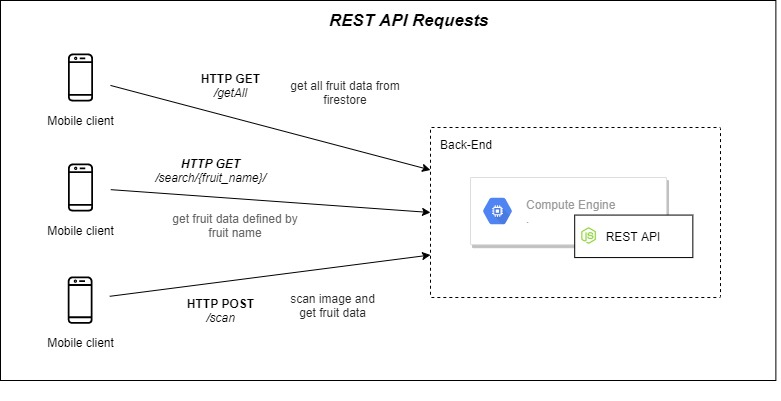 REST API Requests
HTTP GET
/getAll
get all fruit data from
firestore
Mobile client
Back-End
HTTP GET
/search/{fruit_name}/
Compute Engine
.
JS
REST API
get fruit data defined by
fruit name
Mobile client
HTTP POST
/scan
scan image and
get fruit data
Mobile client